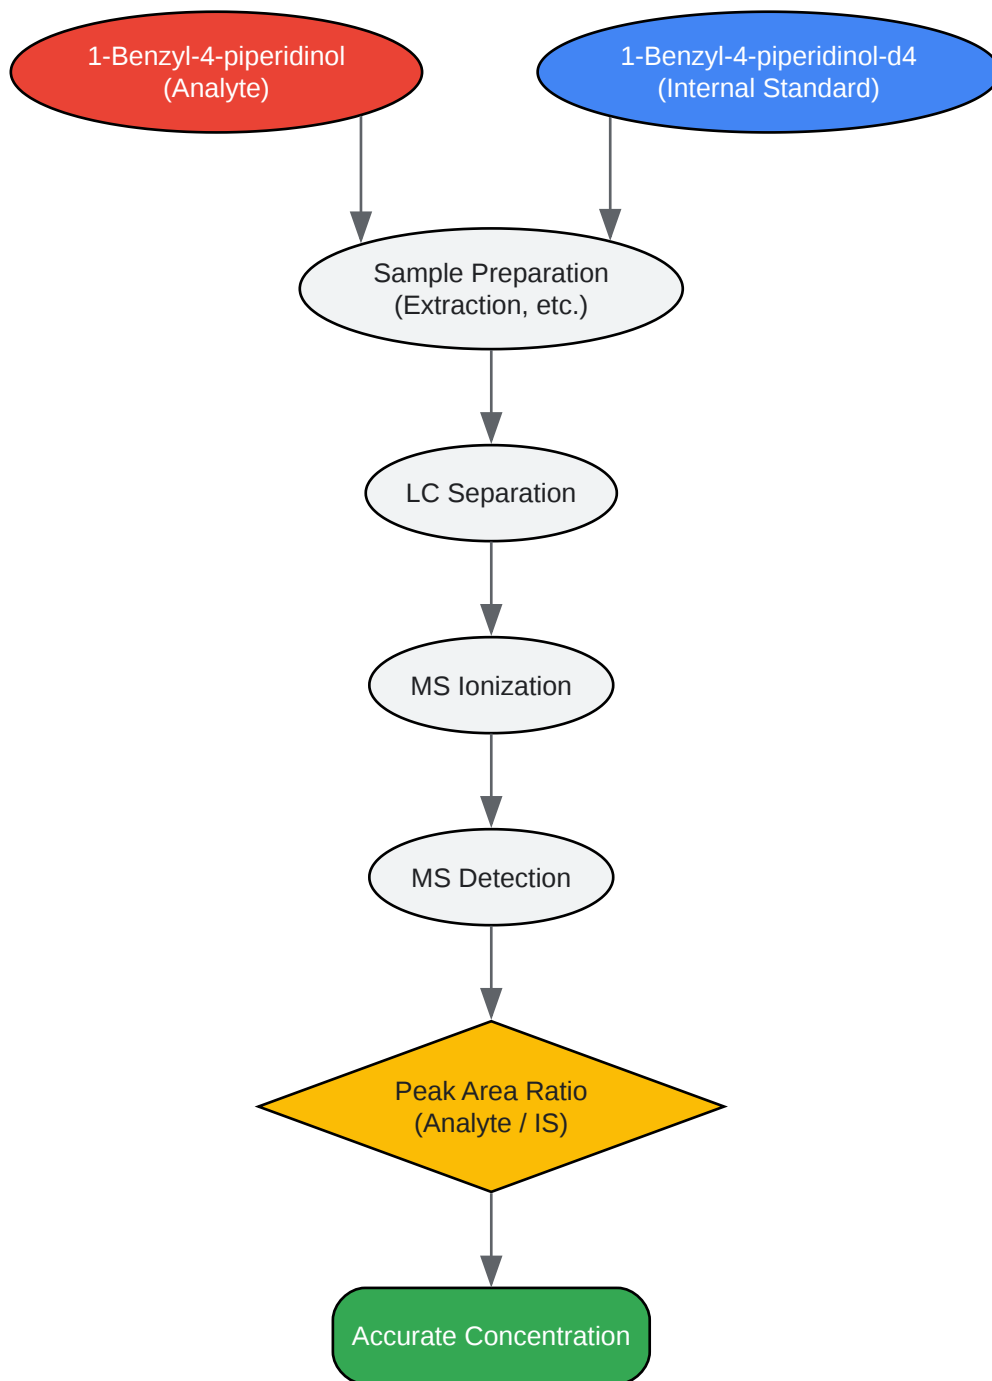 1-Benzyl-4-piperidinol
(Analyte)
1-Benzyl-4-piperidinol-d4
(Internal Standard)
Sample Preparation
(Extraction, etc.)
LC Separation
MS Ionization
MS Detection
Peak Area Ratio
(Analyte / IS)
Accurate Concentration